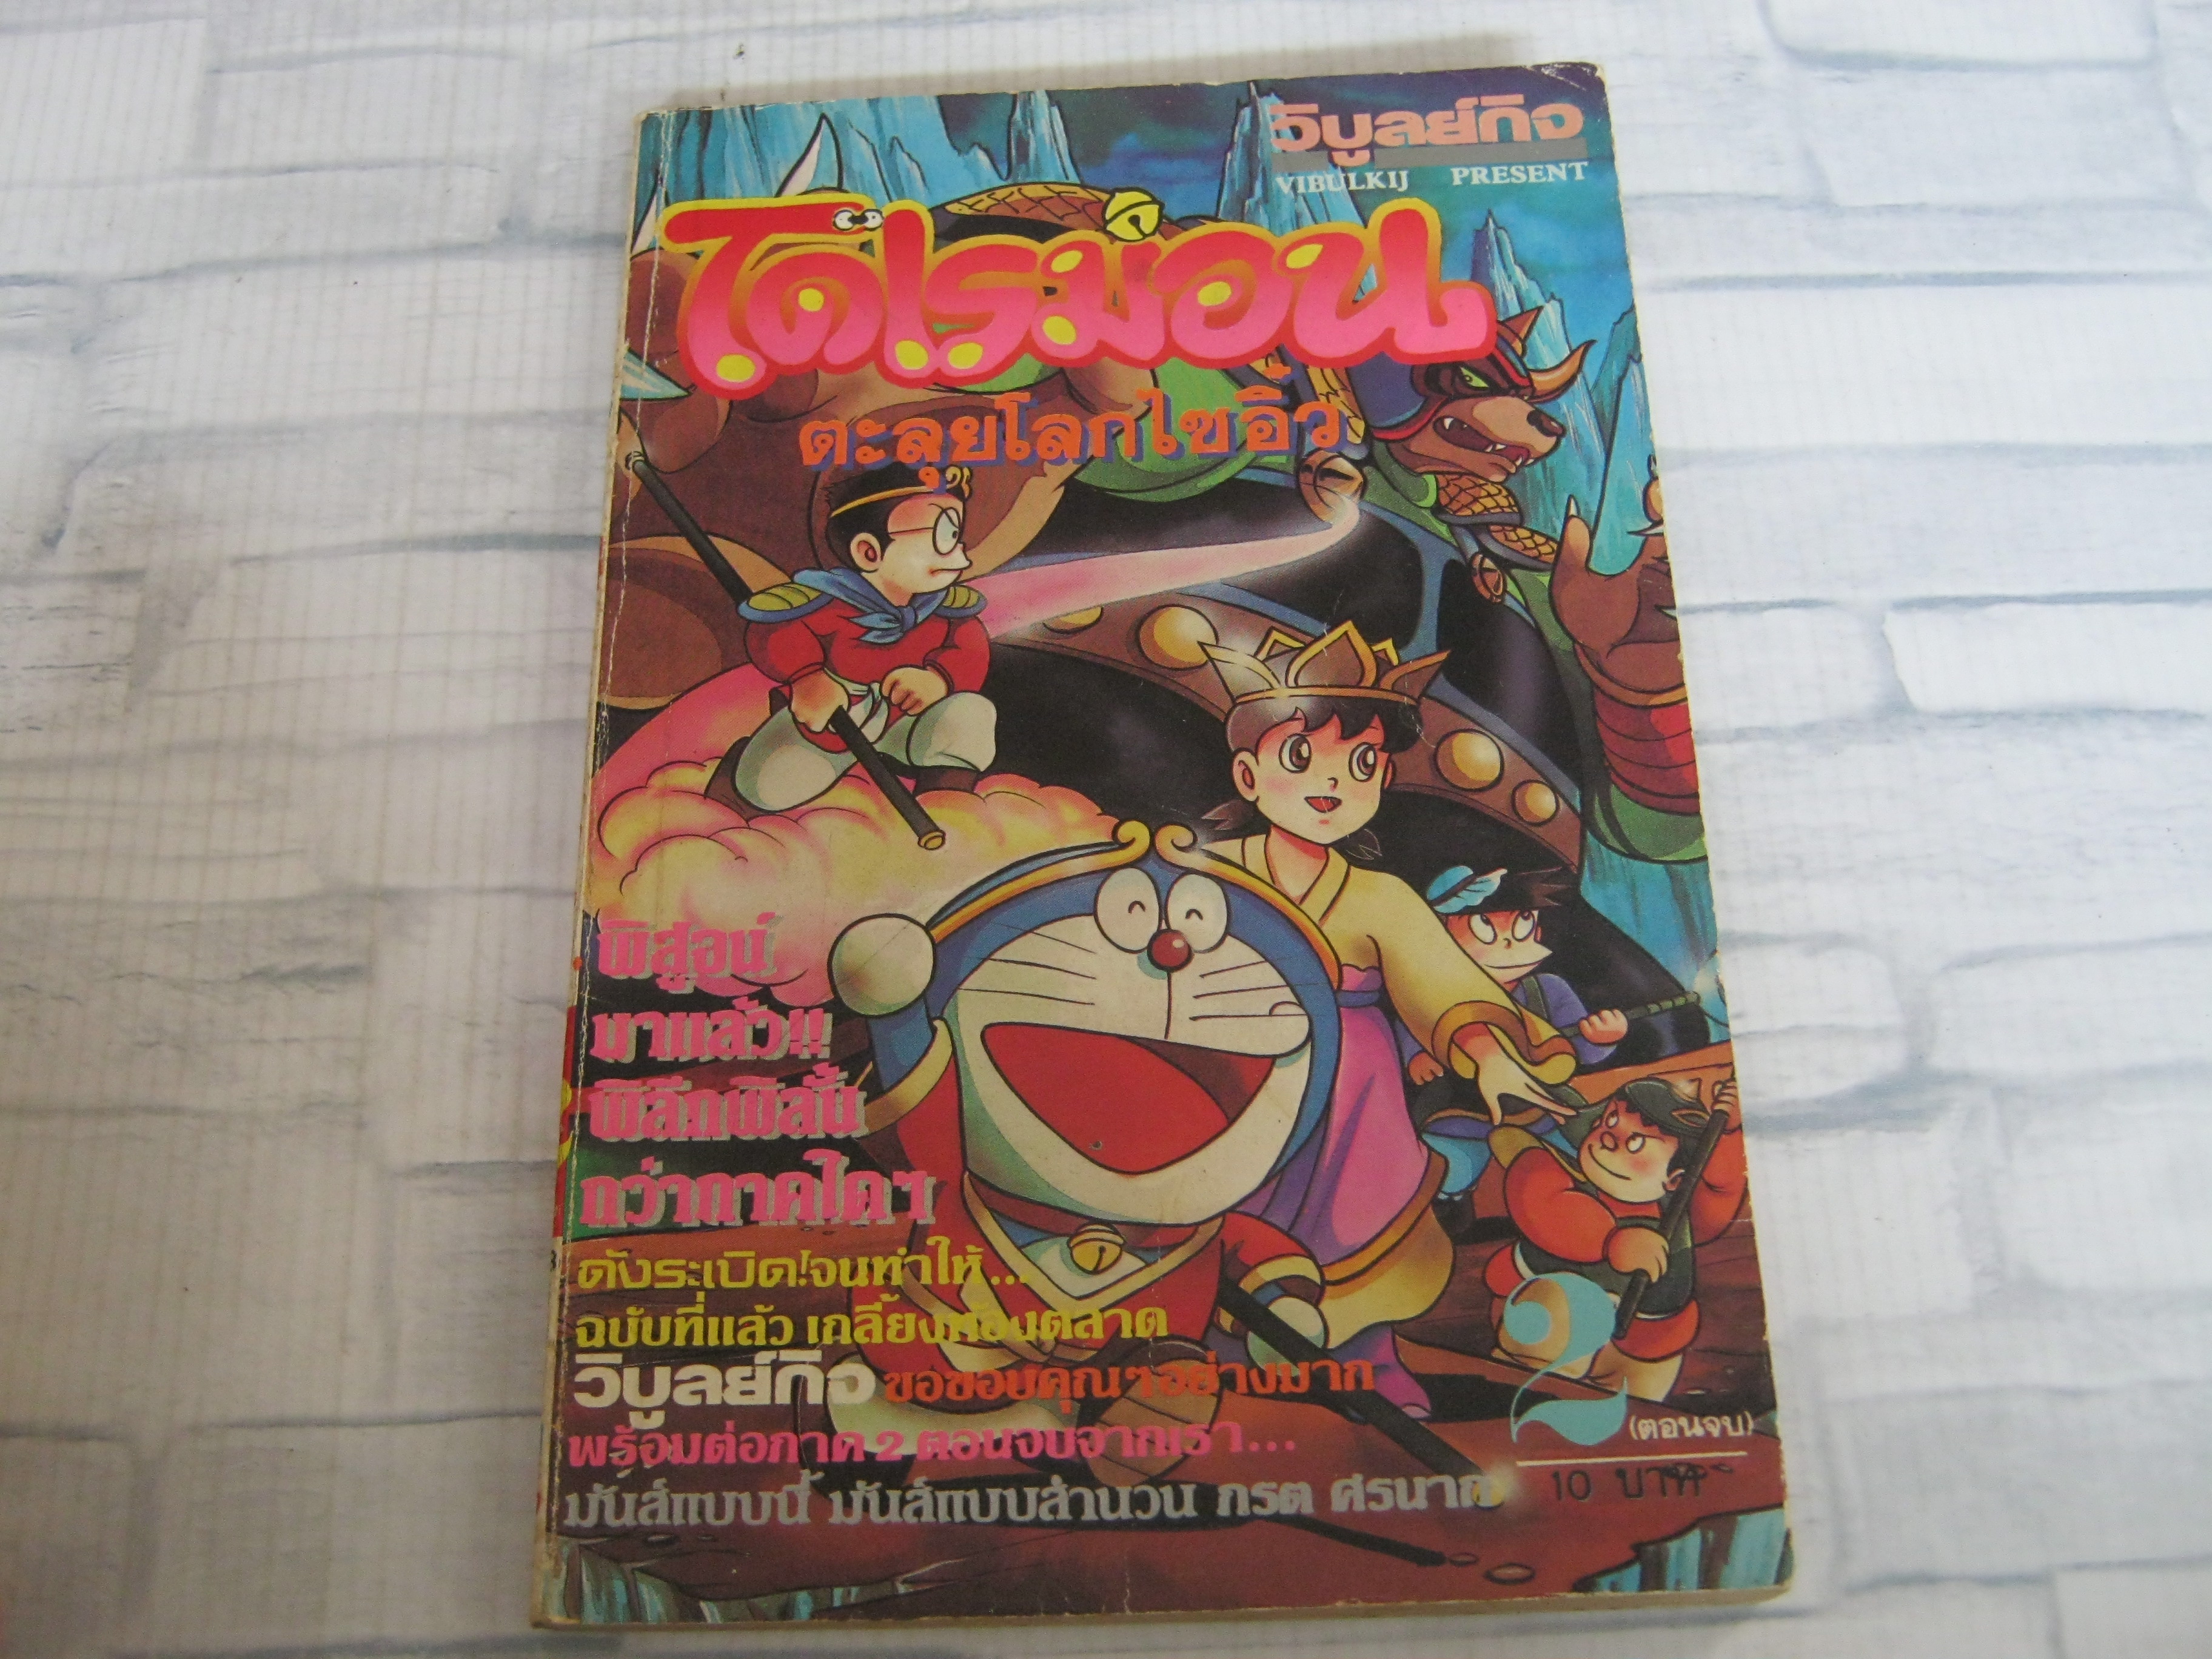 วิบูลย์กิจ
VIBULKIJ PRESENT
โดเรม่อน
ตะลุยโลกไซอิ๋ว
พิสูจน์
มาแล้ว!!
พิลึกพิลั่น
กว่าภาคใดๆ
ดังระเบิด!จนทำให้...
ฉบับที่แล้ว เกลี้ยงท้องตลาด
วิบูลย์กิจ ขอขอบคุณๆอย่างมาก
พร้อมต่อภาค 2 ตอนจบจากเรา...
มันส์แบบนี้ มันส์แบบสำนวน ภรต ศรนาท
2
(ตอนจบ)
10 บาท